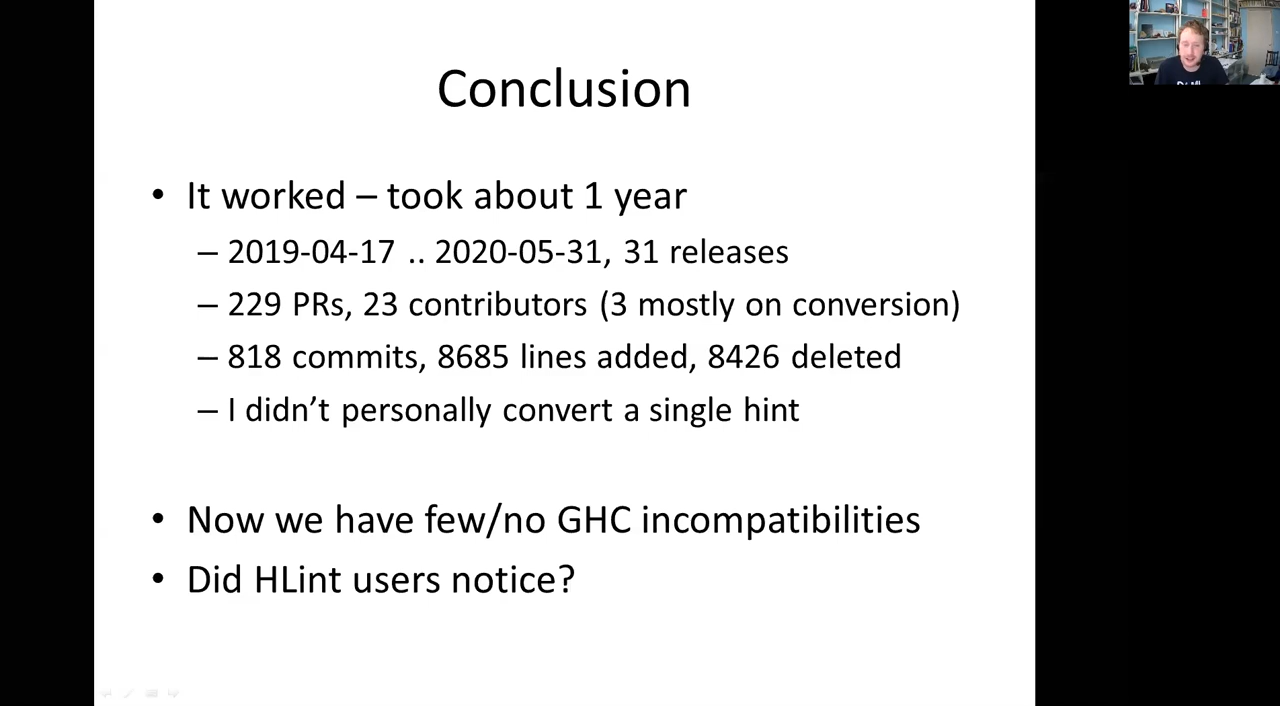 Conclusion
• It worked – took about 1 year
– 2019-04-17 .. 2020-05-31, 31 releases
– 229 PRs, 23 contributors (3 mostly on conversion)
– 818 commits, 8685 lines added, 8426 deleted
– I didn’t personally convert a single hint
• Now we have few/no GHC incompatibilities
• Did HLint users notice?